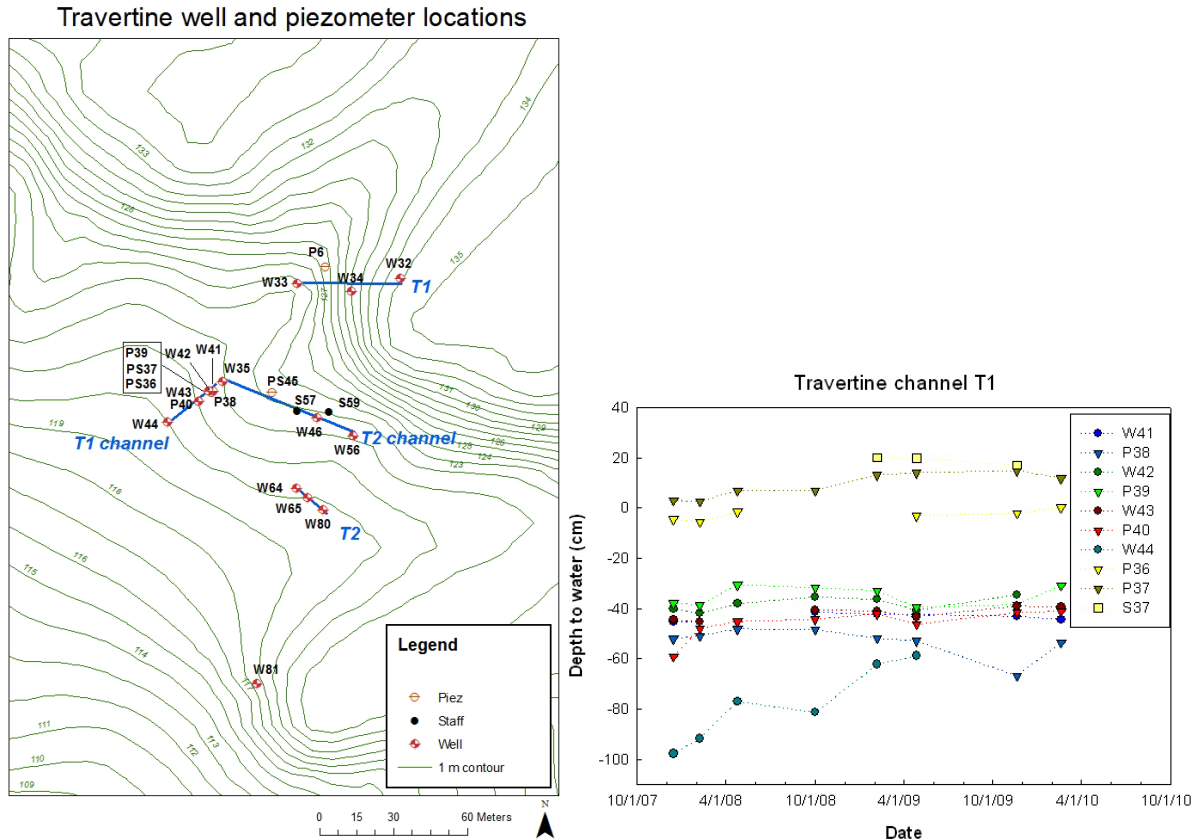 Travertine well and piezometer locations
133
132
134
128
135
P6
W32
W33
W34
T1
127
P39
PS37
PS36
W42
W41
W35
W43
P40
P38
PS45
S57
S59
W44
W46
W56
T1 channel
T2 channel
131
130
129
126
125
124
123
119
118
W64
W65
W80
T2
116
115
114
113
112
111
110
109
W81
117
Legend
Piez
Staff
Well
1 m contour
N
0 15 30 60 Meters
Travertine channel T1
Depth to water (cm)
40
20
0
-20
-40
-60
-80
-100
10/1/07 4/1/08 10/1/08 4/1/09 10/1/09 4/1/10 10/1/10
Date
W41
P38
W42
P39
W43
P40
W44
P36
P37
S37